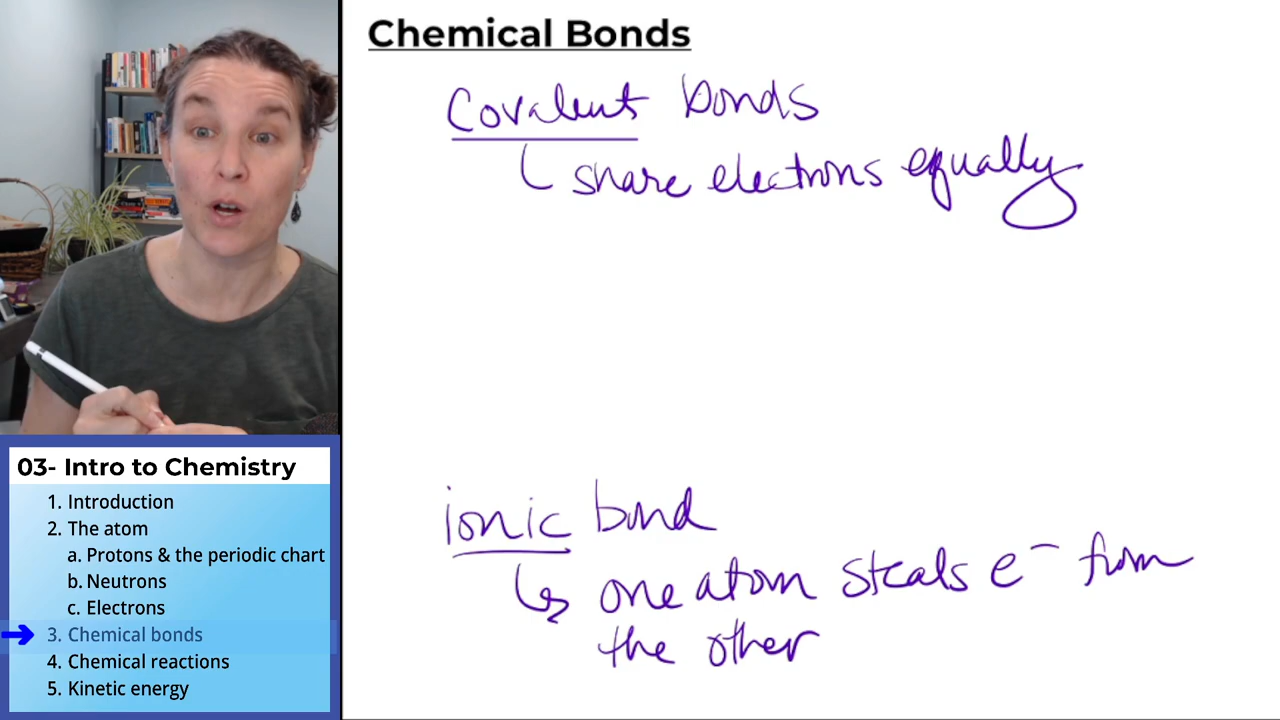 Chemical Bonds
Covalent bonds
share electrons equally
ionic bond
one atom steals e⁻ from
the other
03- Intro to Chemistry
1. Introduction
2. The atom
a. Protons & the periodic chart
b. Neutrons
c. Electrons
3. Chemical bonds
4. Chemical reactions
5. Kinetic energy